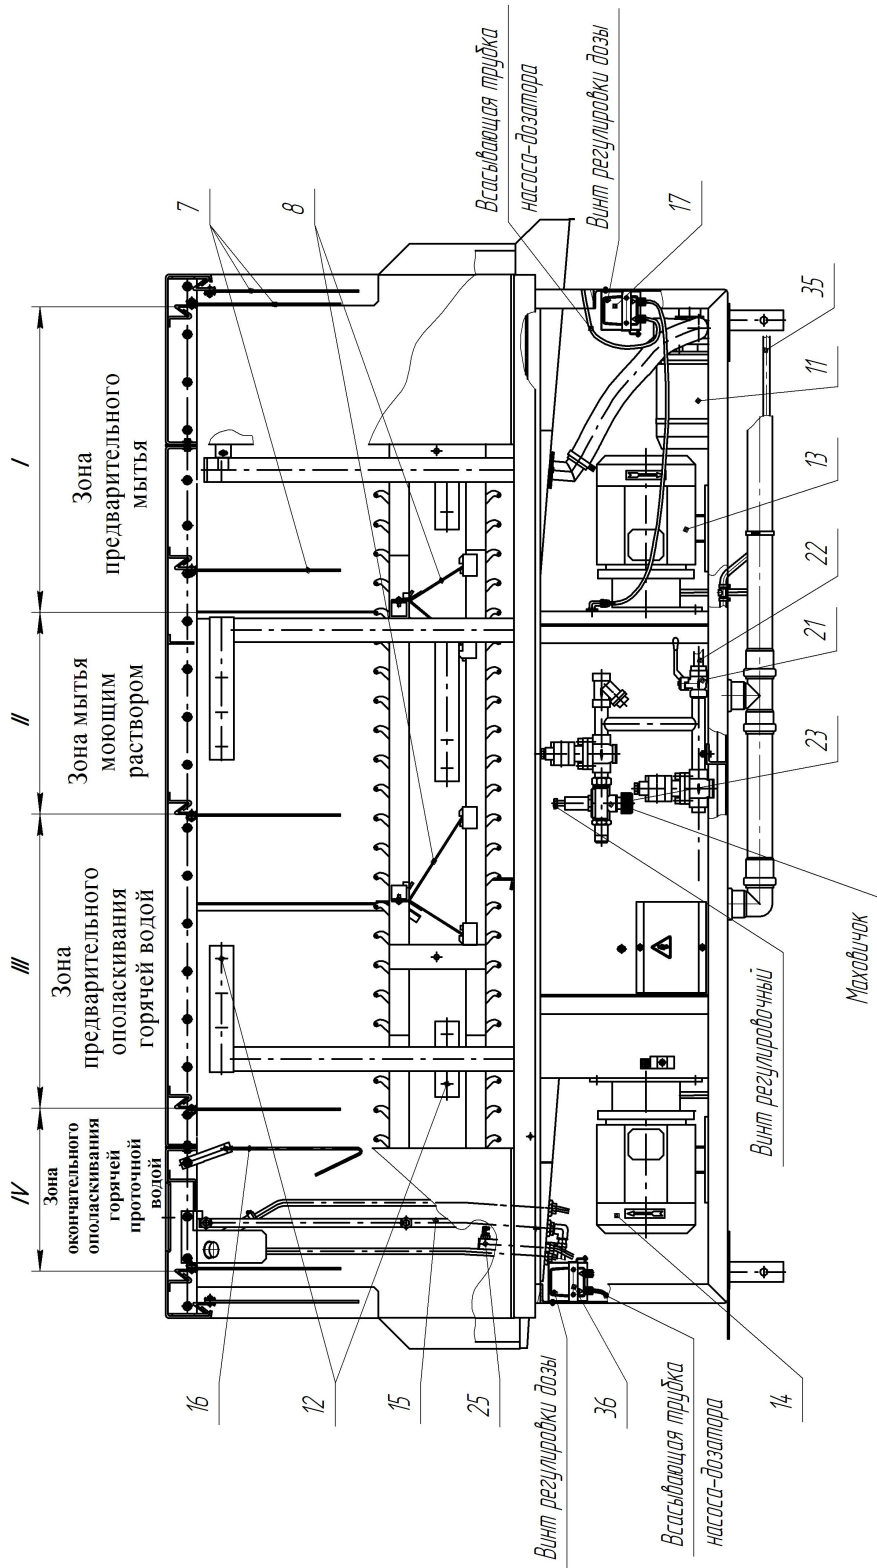 IV
III
II
I
Зона
окончательного
ополаскивания
горячей
проточной
водой
Зона
предварительного
ополаскивания
горячей водой
Зона мытья
моющим
раствором
Зона
предварительного
мытья
7
8
Всасывающая трубка
насоса-дозатора
Винт регулировки дозы
17
35
11
13
22
21
23
Маховичок
Винт регулировочный
16
12
15
25
Винт регулировки дозы
36
Всасывающая трубка
насоса-дозатора
14